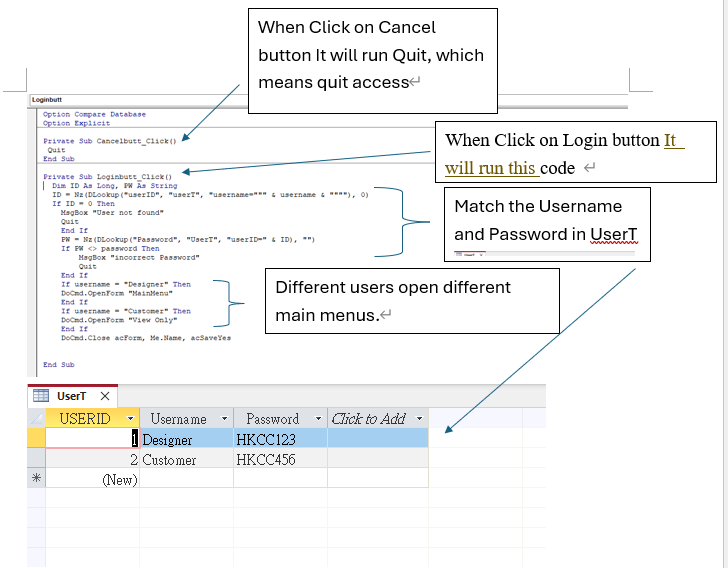 When Click on Cancel
button It will run Quit, which
means quit access↵
Loginbutt
Option Compare Database
Option Explicit
Private Sub Cancelbutt_Click()
Quit
End Sub
When Click on Login button It
will run this code ↵
Private Sub Loginbutt_Click()
Dim ID As Long, PW As String
ID = Nz(DLookup("userID", "userT", "username=""" & username & """"), 0)
If ID = 0 Then
MsgBox "User not found"
Quit
End If
PW = Nz(DLookup("Password", "UserT", "userID=" & ID), "")
If PW <> password Then
MsgBox "incorrect Password"
Quit
End If
If username = "Designer" Then
DoCmd.OpenForm "MainMenu"
End If
If username = "Customer" Then
DoCmd.OpenForm "View Only"
End If
DoCmd.Close acForm, Me.Name, acSaveYes
End Sub
Match the Username
and Password in UserT
Different users open different
main menus.↵
UserT ×
USERID Username Password Click to Add
1 Designer HKCC123
2 Customer HKCC456
* (New)